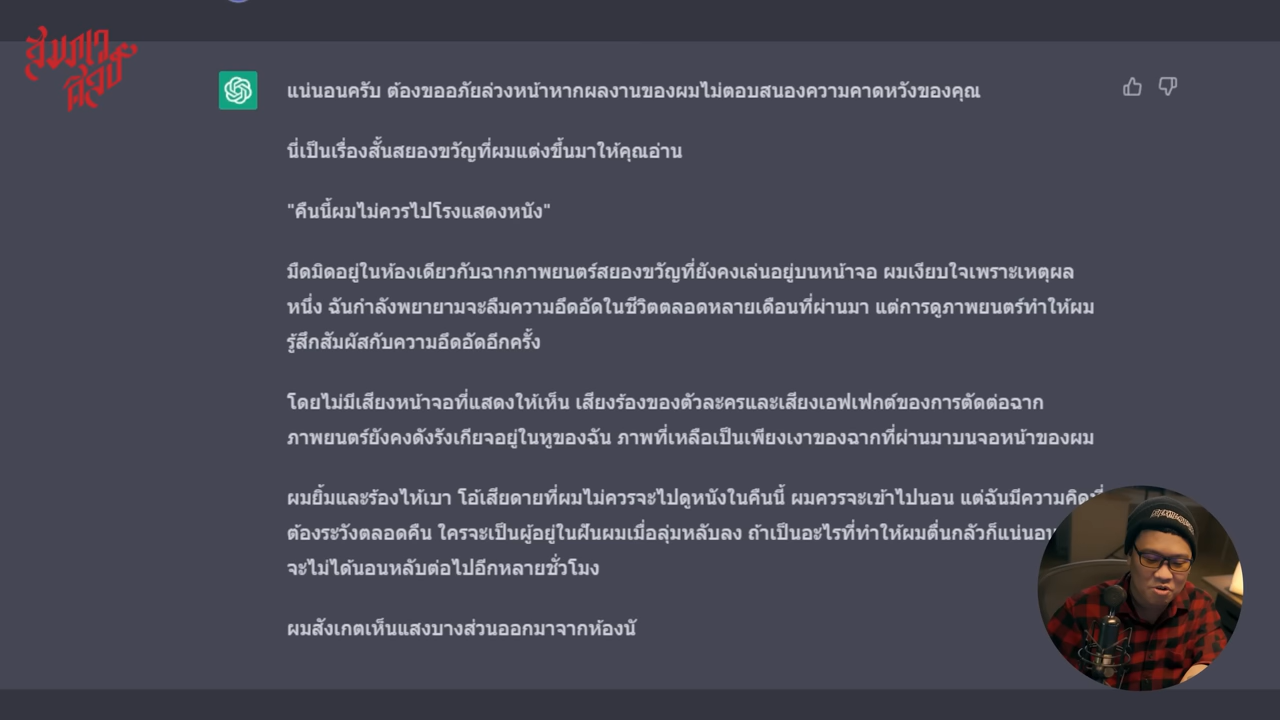 สัมภเวศิลป์
แน่นอนครับ ต้องขออภัยล่วงหน้าหากผลงานของผมไม่ตอบสนองความคาดหวังของคุณ
นี่เป็นเรื่องสั้นสยองขวัญที่ผมแต่งขึ้นมาให้คุณอ่าน
"คืนนี้ผมไม่ควรไปโรงแสดงหนัง"
มืดมิดอยู่ในห้องเดียวกับฉากภาพยนตร์สยองขวัญที่ยังคงเล่นอยู่บนหน้าจอ ผมเงียบใจเพราะเหตุผล
หนึ่ง ฉันกำลังพยายามจะลืมความอึดอัดในชีวิตตลอดหลายเดือนที่ผ่านมา แต่การดูภาพยนตร์ทำให้ผม
รู้สึกสัมผัสกับความอึดอัดอีกครั้ง
โดยไม่มีเสียงหน้าจอที่แสดงให้เห็น เสียงร้องของตัวละครและเสียงเอฟเฟกต์ของการตัดต่อฉาก
ภาพยนตร์ยังคงดังรังเกียจอยู่ในหูของฉัน ภาพที่เหลือเป็นเพียงเงาของฉากที่ผ่านมาบนจอหน้าของผม
ผมยิ้มและร้องไห้เบา โอ้เสียดายที่ผมไม่ควรจะไปดูหนังในคืนนี้ ผมควรจะเข้าไปนอน แต่ฉันมีความคิดที่
ต้องระวังตลอดคืน ใครจะเป็นผู้อยู่ในฝันผมเมื่อลุ่มหลับลง ถ้าเป็นอะไรที่ทำให้ผมตื่นกลัวก็แน่นอน
จะไม่ได้นอนหลับต่อไปอีกหลายชั่วโมง
ผมสังเกตเห็นแสงบางส่วนออกมาจากห้องนั